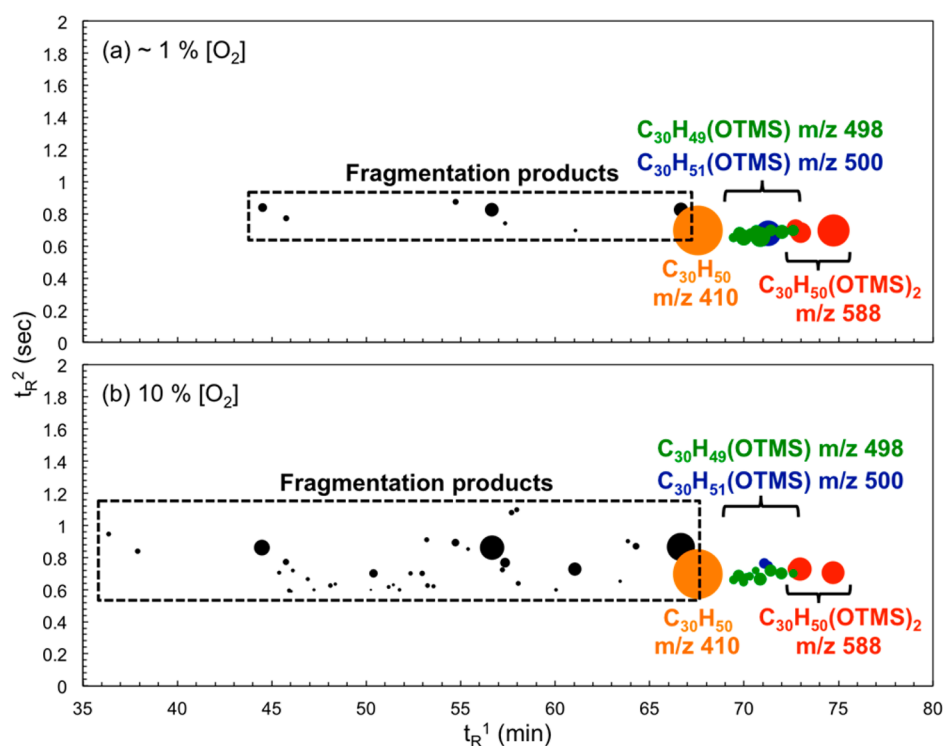 (a) ~ 1 % [O₂]
C₃₀H₄₉(OTMS) m/z 498
C₃₀H₅₁(OTMS) m/z 500
Fragmentation products
C₃₀H₅₀
m/z 410
C₃₀H₅₀(OTMS)₂
m/z 588
2
1.8
1.6
1.4
1.2
1
0.8
0.6
0.4
0.2
0
t_R² (sec)
(b) 10 % [O₂]
C₃₀H₄₉(OTMS) m/z 498
C₃₀H₅₁(OTMS) m/z 500
Fragmentation products
C₃₀H₅₀
m/z 410
C₃₀H₅₀(OTMS)₂
m/z 588
2
1.8
1.6
1.4
1.2
1
0.8
0.6
0.4
0.2
0
35 40 45 50 55 60 65 70 75 80
t_R¹ (min)